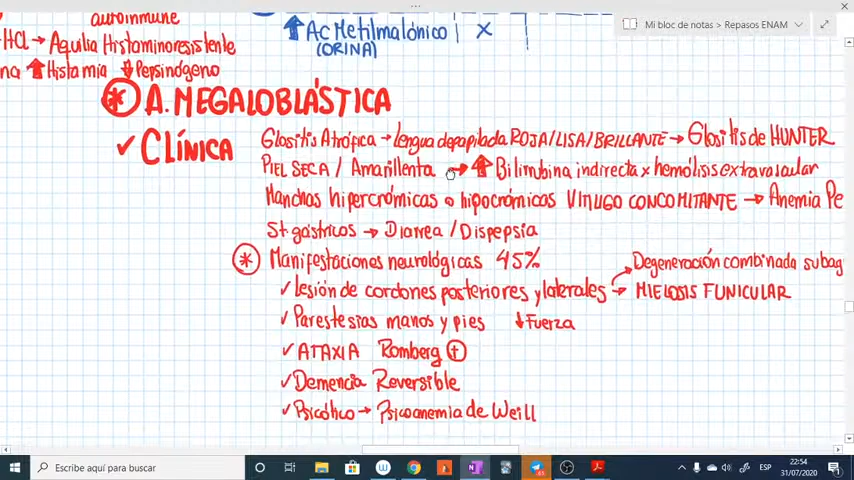 Mi bloc de notas > Repasos ENAM
autoinmune
HCL → Aquilia Histaminoresistente
na ↑ Histamia ↓ Pepsinógeno
↑ Ac Metilmalónico x
(ORINA)
* A. MEGALOBLÁSTICA
✓ CLÍNICA
Glositis Atrófica → Lengua depapilada ROJA/LISA/BRILLANTE → Glositis de HUNTER
PIEL SECA / Amarillenta → ↑ Bilirrubina indirecta x hemólisis extravascular
Manchas hipercrómicas o hipocrómicas VITILIGO CONCOMITANTE → Anemia Pe
St gástricos → Diarrea / Dispepsia
* Manifestaciones neurológicas 45%
Degeneración combinada subag
✓ Lesión de cordones posteriores y laterales → MIELOSIS FUNICULAR
✓ Parestesias manos y pies ↓ Fuerza
✓ ATAXIA Romberg +
✓ Demencia Reversible
✓ Psicótico → Psicoanemia de Weill
Escribe aquí para buscar
ESP
22:54
31/07/2020